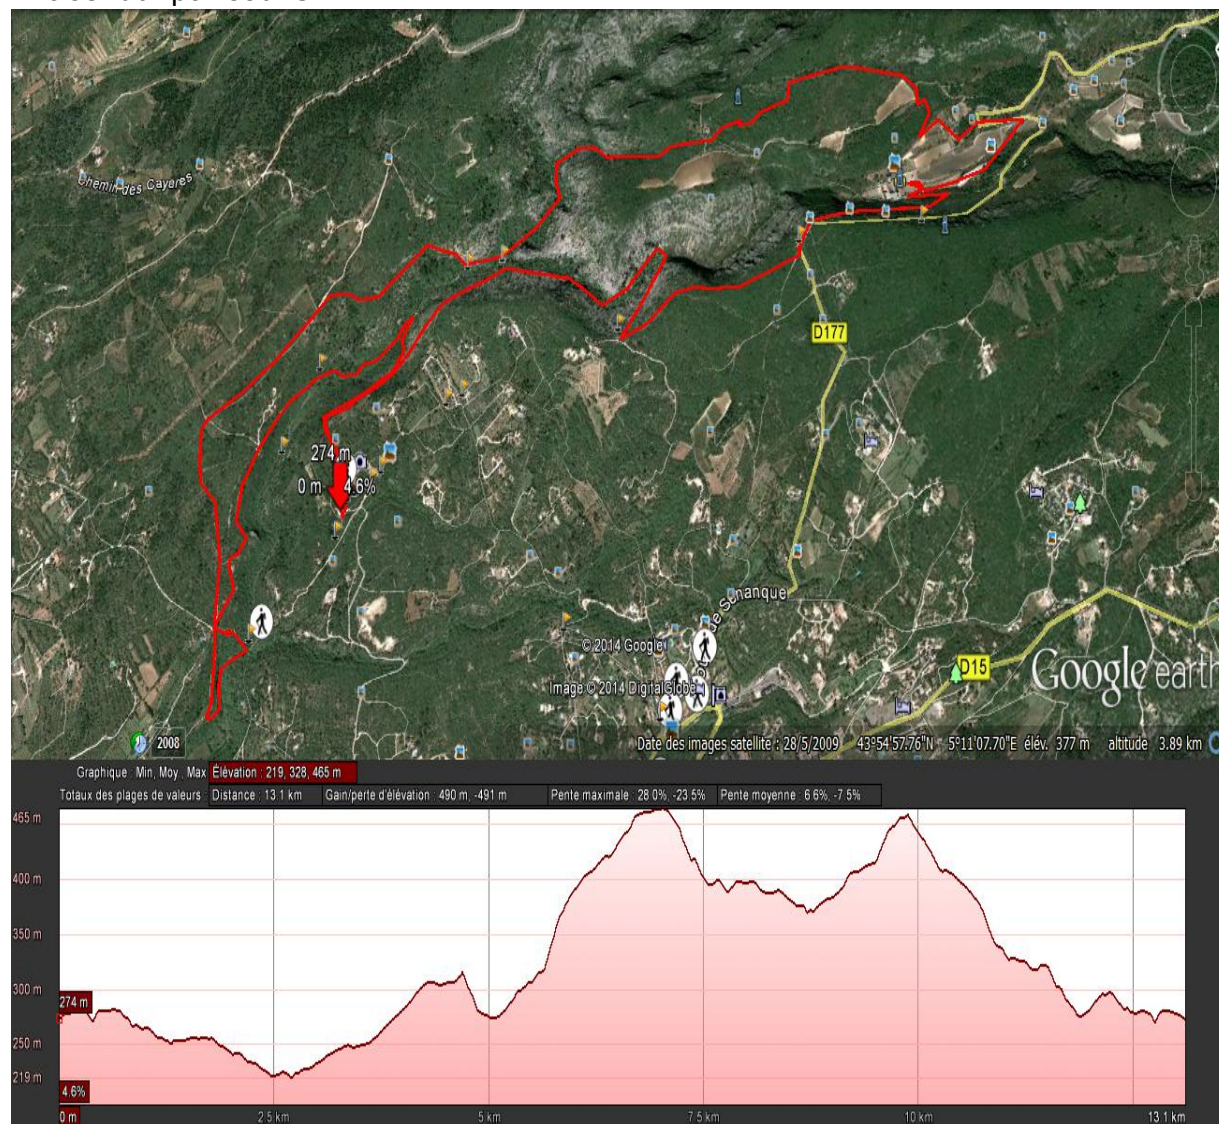 Chemin des Cayares
D177
274 m
0 m 4.6%
de Sénanque
© 2014 Google
Image © 2014 DigitalGlobe
D15
Google earth
2008
Date des images satellite : 28/5/2009 43°54'57.76"N 5°11'07.70"E élév. 377 m altitude 3.89 km
Graphique : Min, Moy., Max Élévation : 219, 328, 465 m
Totaux des plages de valeurs : Distance : 13.1 km Gain/perte d'élévation : 490 m, -491 m Pente maximale : 28.0%, -23.5% Pente moyenne : 6.6%, -7.5%
465 m
400 m
350 m
300 m
274 m
250 m
219 m
4.6%
0 m 2.5 km 5 km 7.5 km 10 km 13.1 km